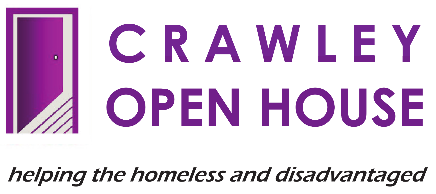 CRAWLEY
OPEN HOUSE
helping the homeless and disadvantaged